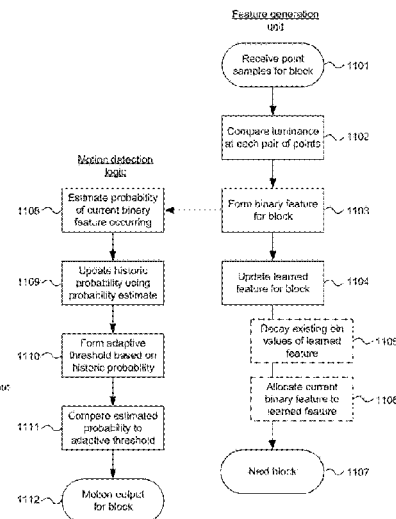 Feature generation
unit
Receive point
samples for block
1101
Compare luminance
at each pair of points
1102
Form binary feature
for block
1103
Update learned
feature for block
1104
Decay existing bin
values of learned
feature
1105
Allocate current
binary feature to
learned feature
1106
Next block
1107
Motion detection
logic
Estimate probability
of current binary
feature occurring
1108
Update historic
probability using
probability estimate
1109
Form adaptive
threshold based on
historic probability
1110
Compare estimated
probability to
adaptive threshold
1111
Motion output
for block
1112